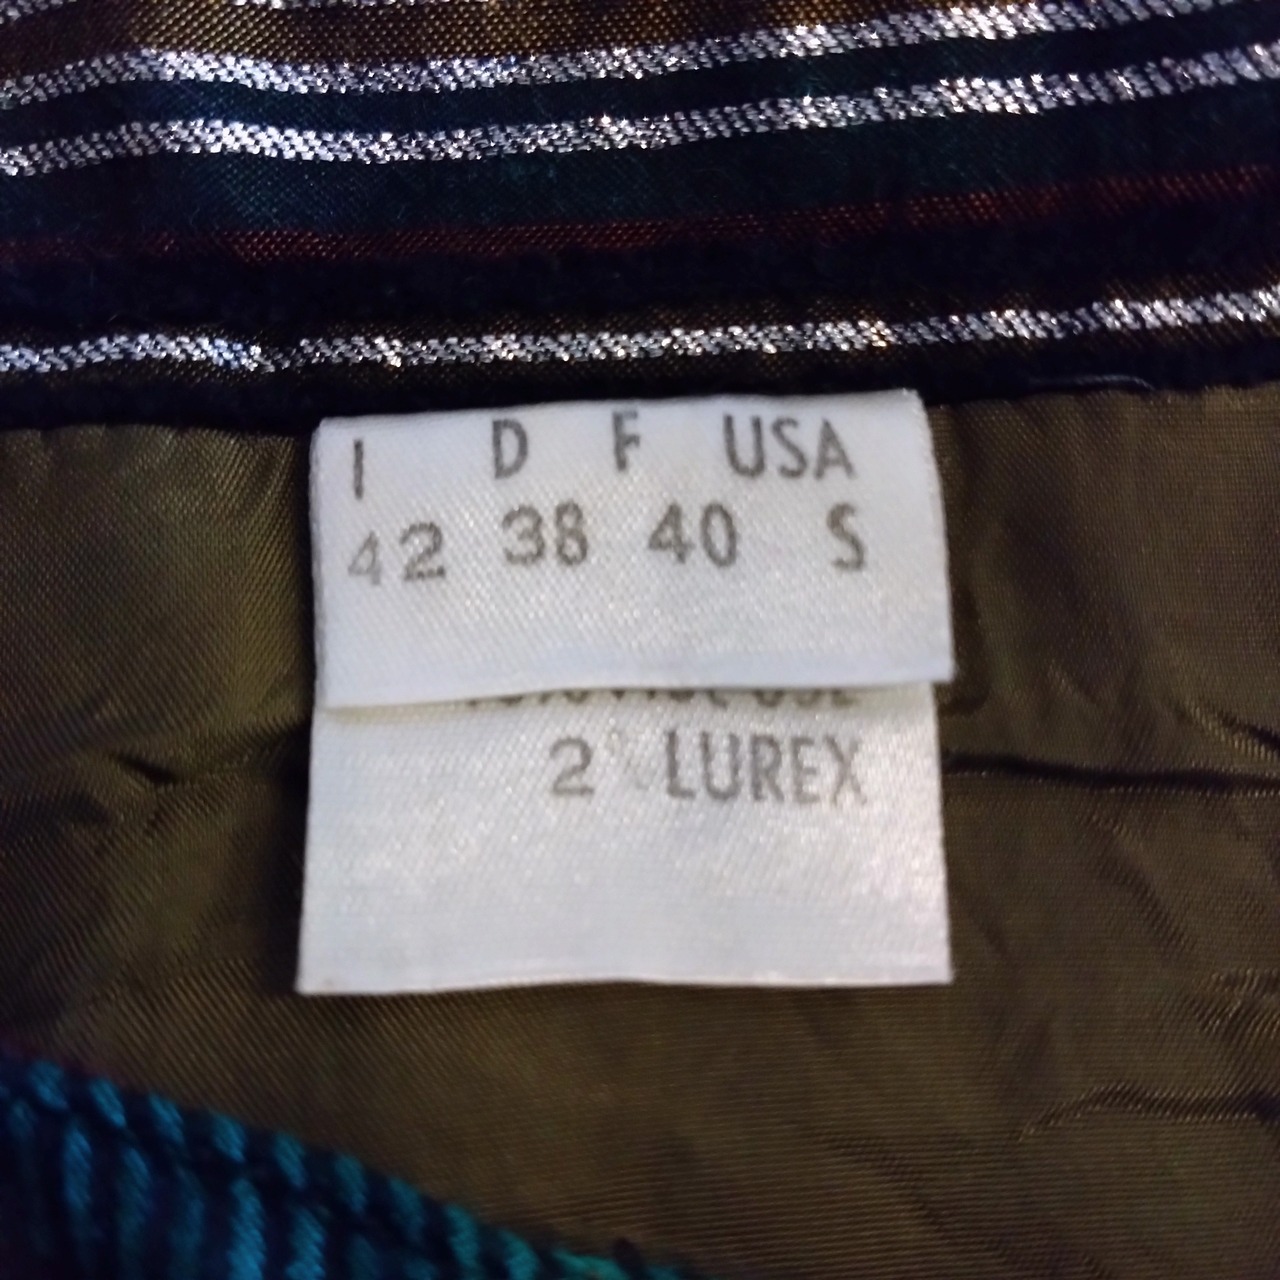 I D F USA
42 38 40 S
2% LUREX